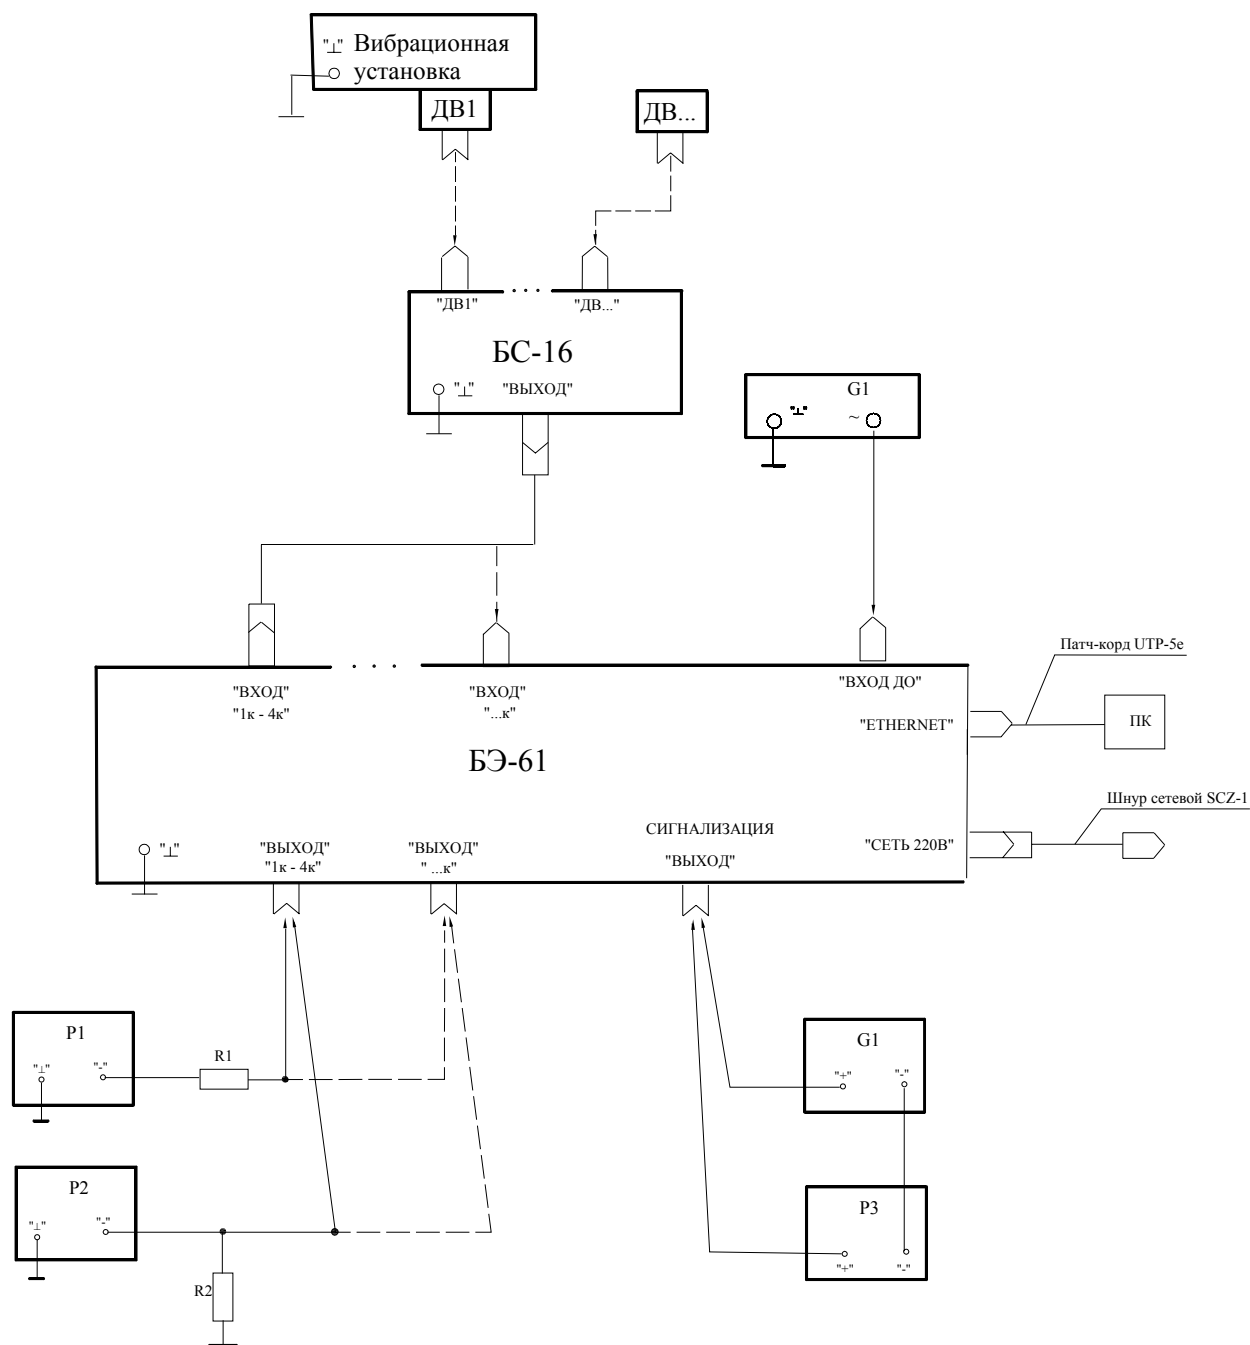 "⊥" Вибрационная
установка
ДВ1
ДВ...
"ДВ1"
. . .
"ДВ..."
БС-16
"⊥"
"ВЫХОД"
G1
"⊥"
~
Патч-корд UTP-5e
. . .
"ВХОД"
"1к - 4к"
"ВХОД"
"...к"
"ВХОД ДО"
"ETHERNET"
ПК
БЭ-61
Шнур сетевой SCZ-1
СИГНАЛИЗАЦИЯ
"⊥"
"ВЫХОД"
"1к - 4к"
"ВЫХОД"
" ...к"
"ВЫХОД"
"СЕТЬ 220В"
P1
"⊥"
"-"
R1
G1
"+"
"-"
P2
"⊥"
"-"
R2
P3
"+"
"-"